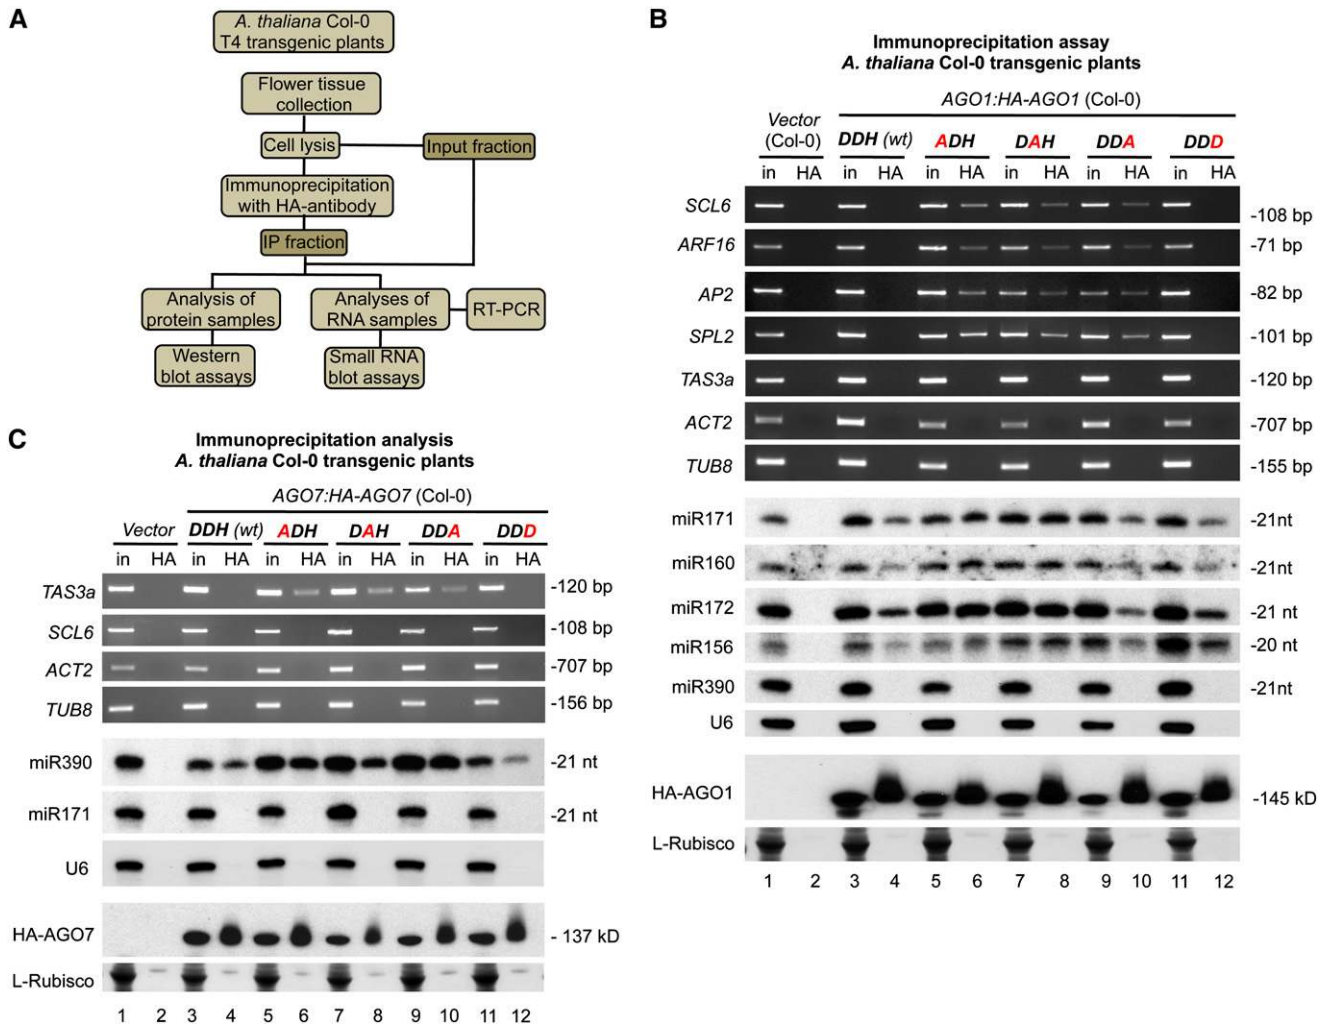 A
A. thaliana Col-0
T4 transgenic plants
Flower tissue
collection
Cell lysis
Input fraction
Immunoprecipitation
with HA-antibody
IP fraction
Analysis of
protein samples
Analyses of
RNA samples
RT-PCR
Western
blot assays
Small RNA
blot assays
B
Immunoprecipitation assay
A. thaliana Col-0 transgenic plants
AGO1:HA-AGO1 (Col-0)
Vector
(Col-0)
DDH (wt) ADH DAH DDA DDD
in HA in HA in HA in HA in HA in HA
SCL6 -108 bp
ARF16 -71 bp
AP2 -82 bp
SPL2 -101 bp
TAS3a -120 bp
ACT2 -707 bp
TUB8 -155 bp
miR171 -21nt
miR160 -21nt
miR172 -21 nt
miR156 -20 nt
miR390 -21nt
U6
HA-AGO1 -145 kD
L-Rubisco
1 2 3 4 5 6 7 8 9 10 11 12
C
Immunoprecipitation analysis
A. thaliana Col-0 transgenic plants
AGO7:HA-AGO7 (Col-0)
Vector DDH (wt) ADH DAH DDA DDD
in HA in HA in HA in HA in HA in HA
TAS3a -120 bp
SCL6 -108 bp
ACT2 -707 bp
TUB8 -156 bp
miR390 -21 nt
miR171 -21 nt
U6
HA-AGO7 - 137 kD
L-Rubisco
1 2 3 4 5 6 7 8 9 10 11 12